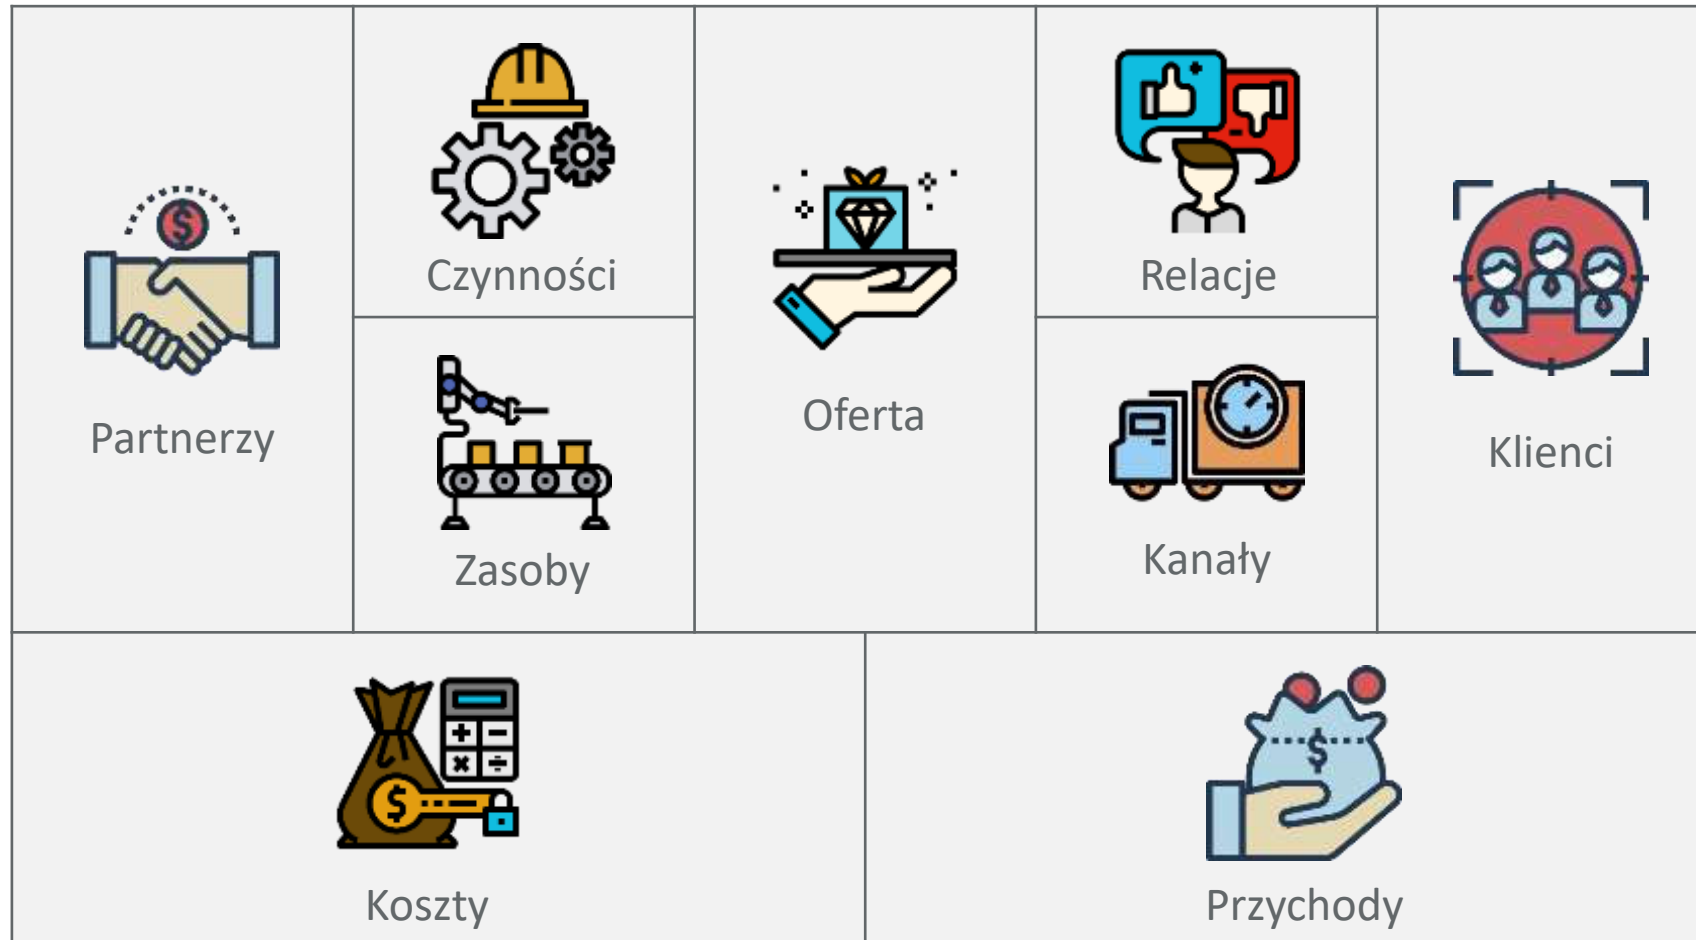 Partnerzy
Czynności
Zasoby
Oferta
Relacje
Kanały
Klienci
Koszty
Przychody